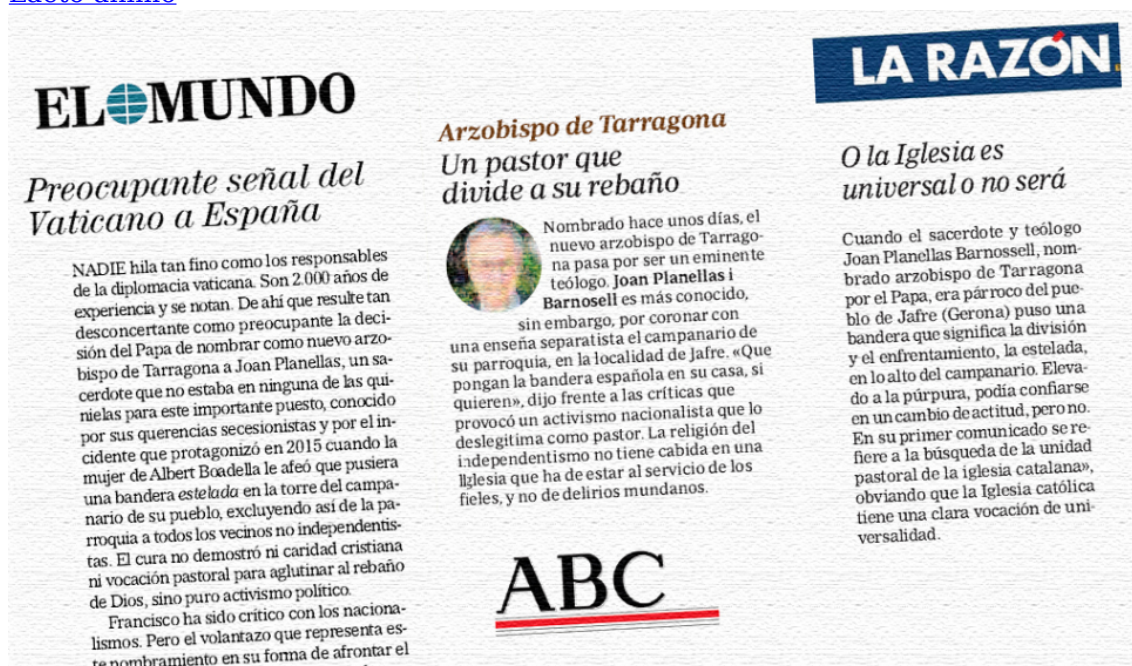 EL MUNDO
Preocupante señal del
Vaticano a España
NADIE hila tan fino como los responsables
de la diplomacia vaticana. Son 2.000 años de
experiencia y se notan. De ahí que resulte tan
desconcertante como preocupante la deci-
sión del Papa de nombrar como nuevo arzo-
bispo de Tarragona a Joan Planellas, un sa-
cerdote que no estaba en ninguna de las qui-
nielas para este importante puesto, conocido
por sus querencias secesionistas y por el in-
cidente que protagonizó en 2015 cuando la
mujer de Albert Boadella le afeó que pusiera
una bandera estelada en la torre del campa-
nario de su pueblo, excluyendo así de la pa-
rroquia a todos los vecinos no independentis-
tas. El cura no demostró ni caridad cristiana
ni vocación pastoral para aglutinar al rebaño
de Dios, sino puro activismo político.
Francisco ha sido crítico con los naciona-
lismos. Pero el volantazo que representa es-
te nombramiento en su forma de afrontar el
Arzobispo de Tarragona
Un pastor que
divide a su rebaño
Nombrado hace unos días, el
nuevo arzobispo de Tarrago-
na pasa por ser un eminente
teólogo. Joan Planellas i
Barnosell es más conocido,
sin embargo, por coronar con
una enseña separatista el campanario de
su parroquia, en la localidad de Jafre. «Que
pongan la bandera española en su casa, si
quieren», dijo frente a las críticas que
provocó un activismo nacionalista que lo
deslegitima como pastor. La religión del
independentismo no tiene cabida en una
Iglesia que ha de estar al servicio de los
fieles, y no de delirios mundanos.
ABC
LA RAZÓN
O la Iglesia es
universal o no será
Cuando el sacerdote y teólogo
Joan Planellas Barnossell, nom-
brado arzobispo de Tarragona
por el Papa, era párroco del pue-
blo de Jafre (Gerona) puso una
bandera que significa la división
y el enfrentamiento, la estelada,
en lo alto del campanario. Eleva-
do a la púrpura, podía confiarse
en un cambio de actitud, pero no.
En su primer comunicado se re-
fiere a la búsqueda de la unidad
pastoral de la iglesia catalana»,
obviando que la Iglesia católica
tiene una clara vocación de uni-
versalidad.